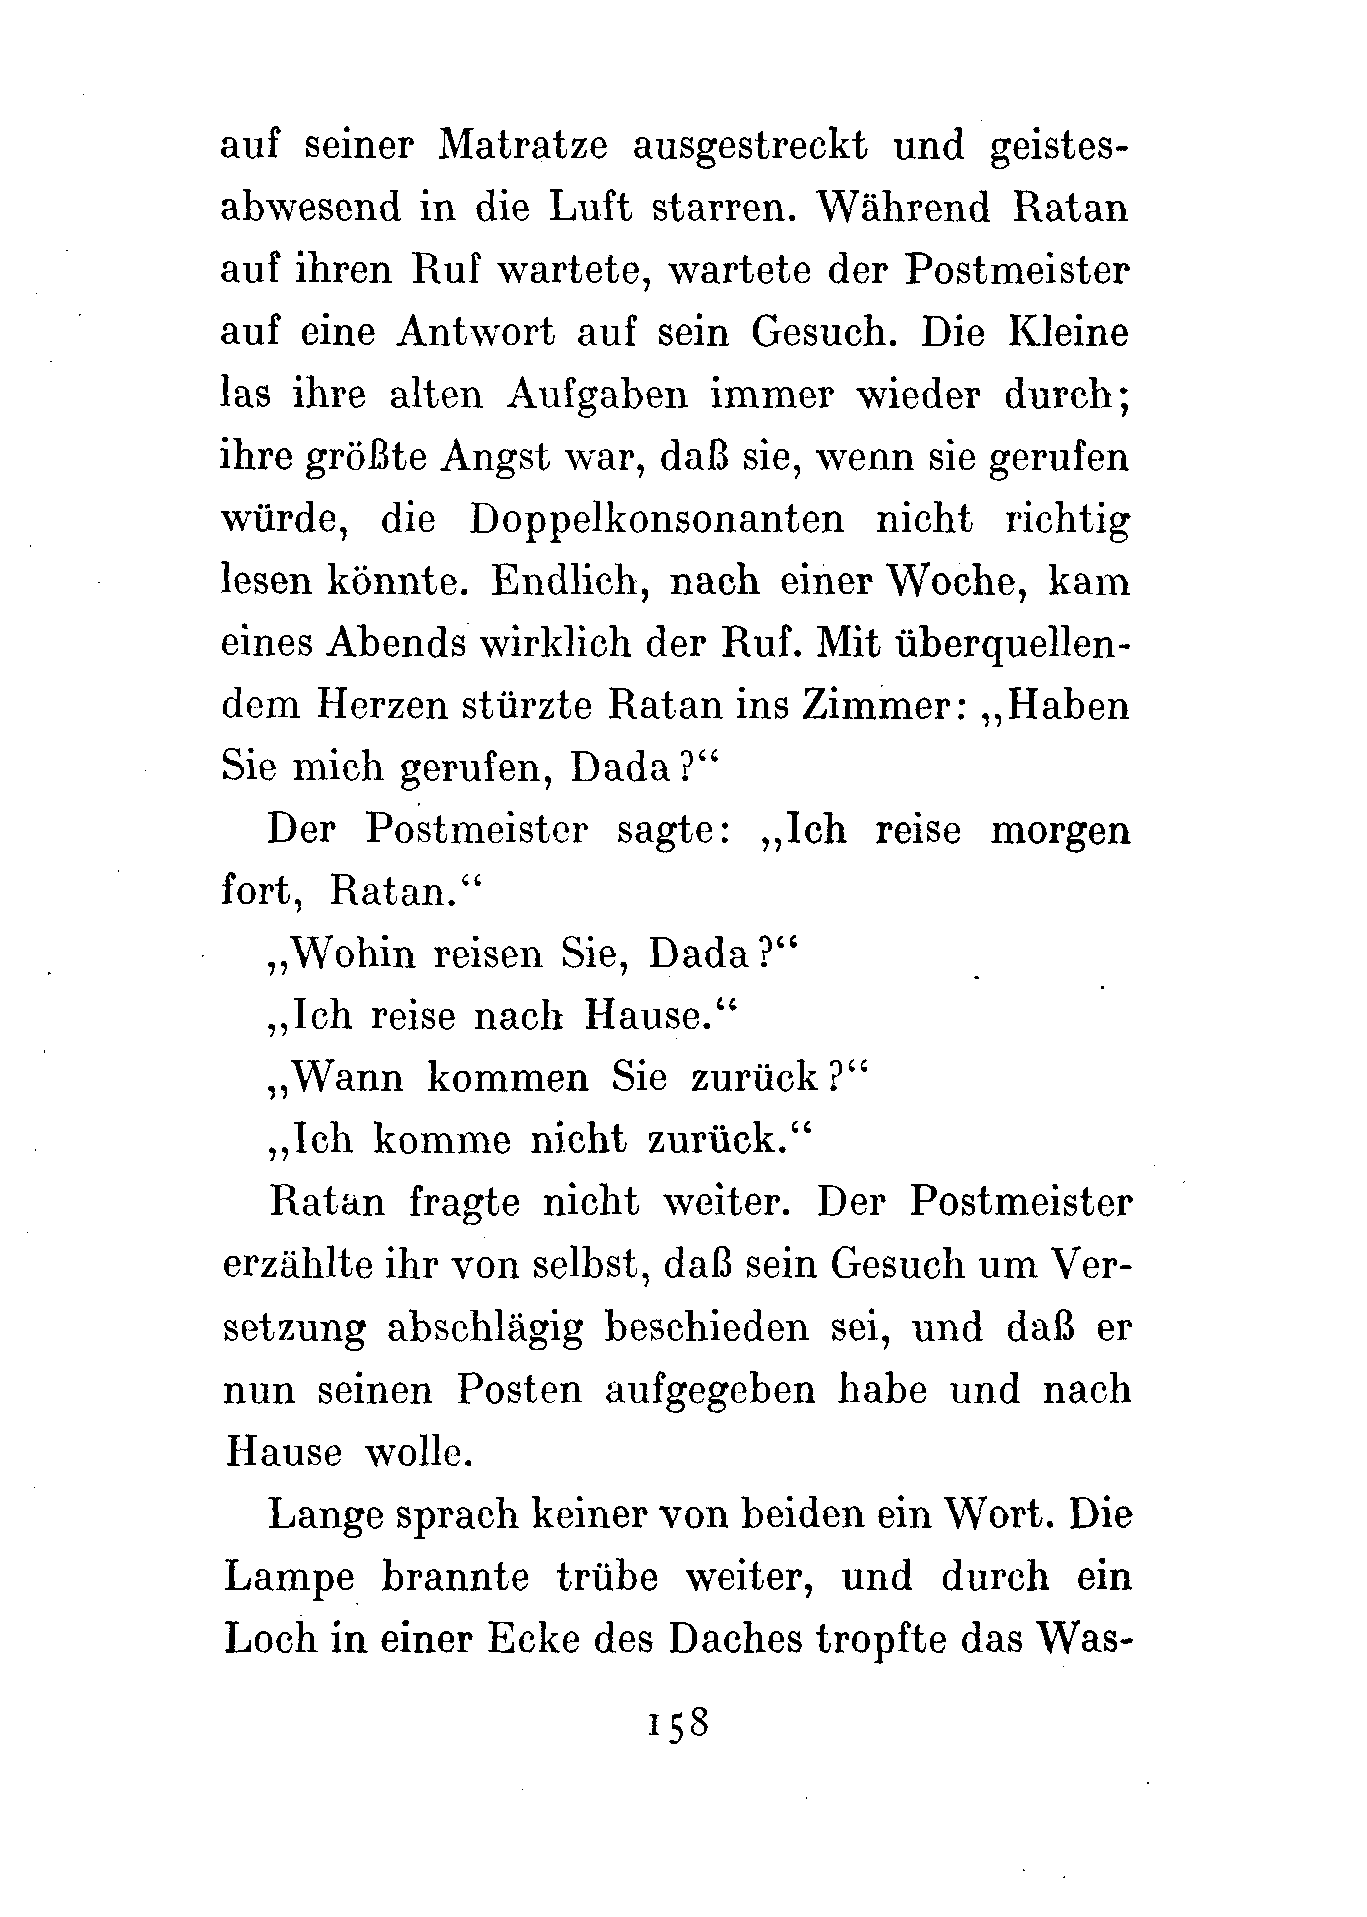 auf seiner Matratze ausgestreckt und geistes-
abwesend in die Luft starren. Während Ratan
auf ihren Ruf wartete, wartete der Postmeister
auf eine Antwort auf sein Gesuch. Die Kleine
las ihre alten Aufgaben immer wieder durch;
ihre größte Angst war, daß sie, wenn sie gerufen
würde, die Doppelkonsonanten nicht richtig
lesen könnte. Endlich, nach einer Woche, kam
eines Abends wirklich der Ruf. Mit überquellen-
dem Herzen stürzte Ratan ins Zimmer: „Haben
Sie mich gerufen, Dada?“
Der Postmeister sagte: „Ich reise morgen
fort, Ratan.“
„Wohin reisen Sie, Dada?“
„Ich reise nach Hause.“
„Wann kommen Sie zurück?“
„Ich komme nicht zurück.“
Ratan fragte nicht weiter. Der Postmeister
erzählte ihr von selbst, daß sein Gesuch um Ver-
setzung abschlägig beschieden sei, und daß er
nun seinen Posten aufgegeben habe und nach
Hause wolle.
Lange sprach keiner von beiden ein Wort. Die
Lampe brannte trübe weiter, und durch ein
Loch in einer Ecke des Daches tropfte das Was-
158